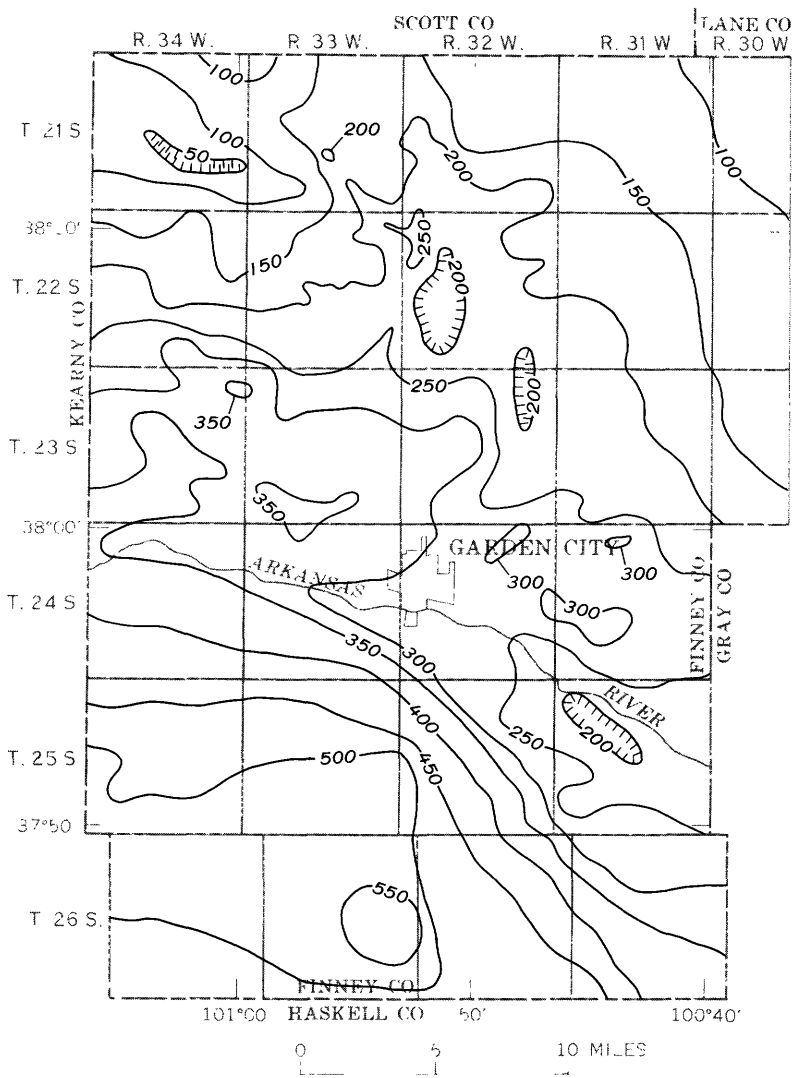 SCOTT CO
LANE CO
R. 34 W.
R 33 W.
R. 32 W.
R. 31 W
R. 30 W
100
T 21 S
100
50
200
200
150
100
250
150
200
T. 22 S
KEARNY CO
250
200
350
T. 23 S
350
38°00'
GARDEN CITY
ARKANSAS
300
300
300
T. 24 S
FINNEY CO
GRAY CO
350
300
RIVER
400
250
200
T. 25 S
500
450
37°50
550
T 26 S.
FINNEY CO
101°00
HASKELL CO
50'
100°40'
0
5
10 MILES